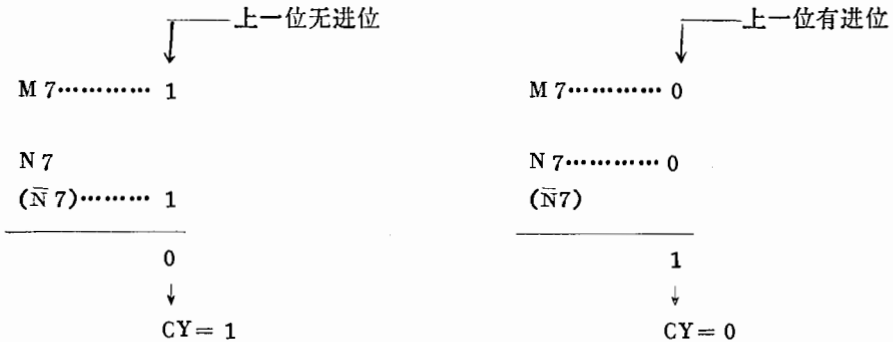 上一位无进位
M 7………… 1
N 7
(N̄ 7)……… 1
0
↓
CY= 1
上一位有进位
M 7………… 0
N 7………… 0
(N̄7)
1
↓
CY= 0